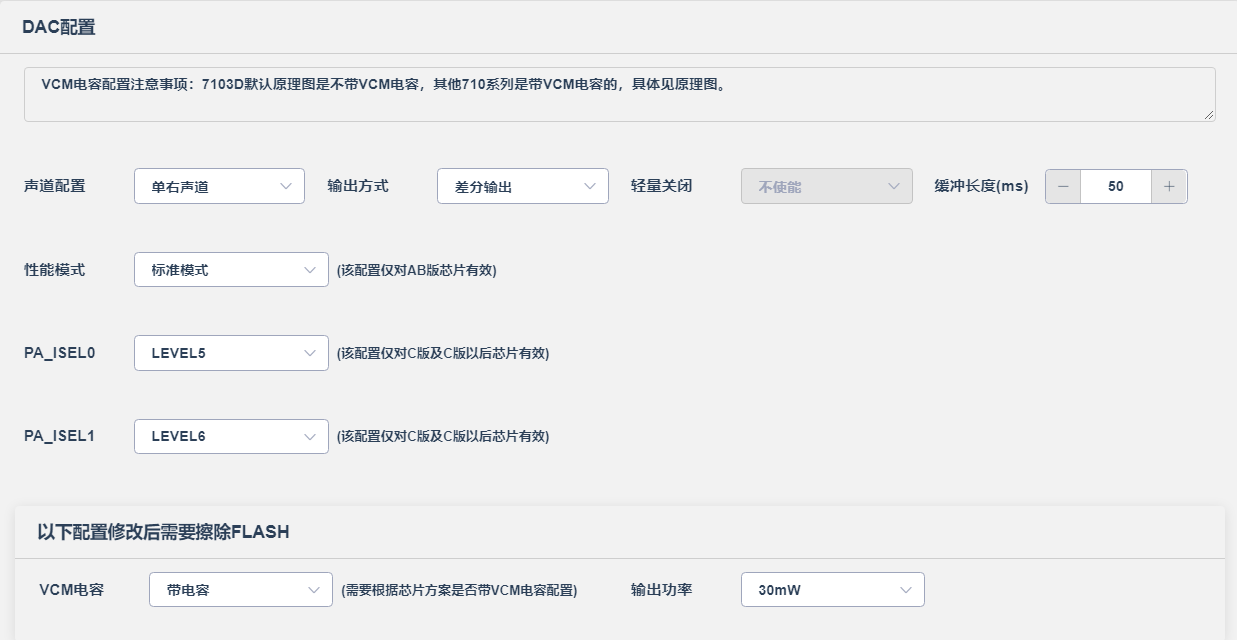 DAC配置
VCM电容配置注意事项：7103D默认原理图是不带VCM电容，其他710系列是带VCM电容的，具体见原理图。
声道配置 单右声道 输出方式 差分输出 轻量关闭 不使能 缓冲长度(ms) － 50 ＋
性能模式 标准模式 (该配置仅对AB版芯片有效)
PA_ISEL0 LEVEL5 (该配置仅对C版及C版以后芯片有效)
PA_ISEL1 LEVEL6 (该配置仅对C版及C版以后芯片有效)
以下配置修改后需要擦除FLASH
VCM电容 带电容 (需要根据芯片方案是否带VCM电容配置) 输出功率 30mW